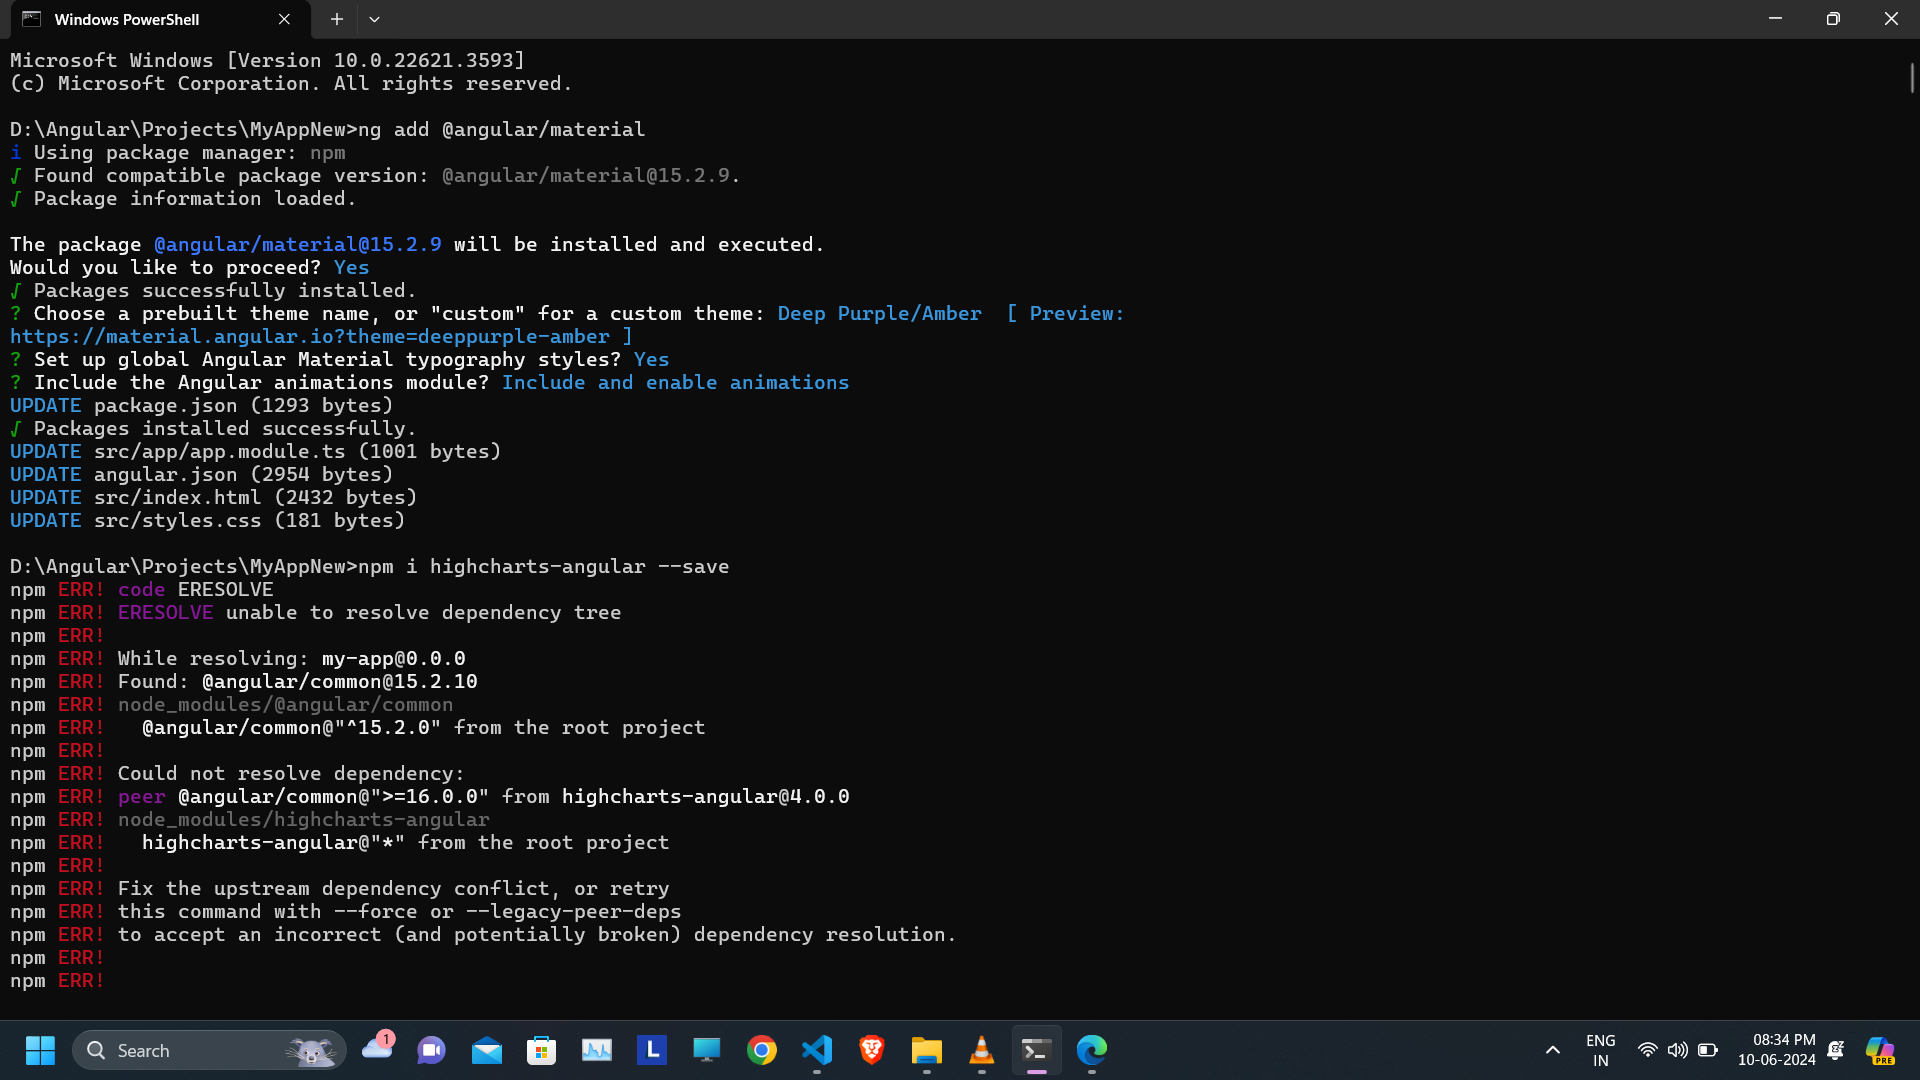 Windows PowerShell
Microsoft Windows [Version 10.0.22621.3593]
(c) Microsoft Corporation. All rights reserved.
D:\Angular\Projects\MyAppNew>ng add @angular/material
i Using package manager: npm
√ Found compatible package version: @angular/material@15.2.9.
√ Package information loaded.
The package @angular/material@15.2.9 will be installed and executed.
Would you like to proceed? Yes
√ Packages successfully installed.
? Choose a prebuilt theme name, or "custom" for a custom theme: Deep Purple/Amber  [ Preview:
https://material.angular.io?theme=deeppurple-amber ]
? Set up global Angular Material typography styles? Yes
? Include the Angular animations module? Include and enable animations
UPDATE package.json (1293 bytes)
√ Packages installed successfully.
UPDATE src/app/app.module.ts (1001 bytes)
UPDATE angular.json (2954 bytes)
UPDATE src/index.html (2432 bytes)
UPDATE src/styles.css (181 bytes)
D:\Angular\Projects\MyAppNew>npm i highcharts-angular --save
npm ERR! code ERESOLVE
npm ERR! ERESOLVE unable to resolve dependency tree
npm ERR!
npm ERR! While resolving: my-app@0.0.0
npm ERR! Found: @angular/common@15.2.10
npm ERR! node_modules/@angular/common
npm ERR!   @angular/common@"^15.2.0" from the root project
npm ERR!
npm ERR! Could not resolve dependency:
npm ERR! peer @angular/common@">=16.0.0" from highcharts-angular@4.0.0
npm ERR! node_modules/highcharts-angular
npm ERR!   highcharts-angular@"*" from the root project
npm ERR!
npm ERR! Fix the upstream dependency conflict, or retry
npm ERR! this command with --force or --legacy-peer-deps
npm ERR! to accept an incorrect (and potentially broken) dependency resolution.
npm ERR!
npm ERR!
Search
1
L
ENG
IN
08:34 PM
10-06-2024
PRE